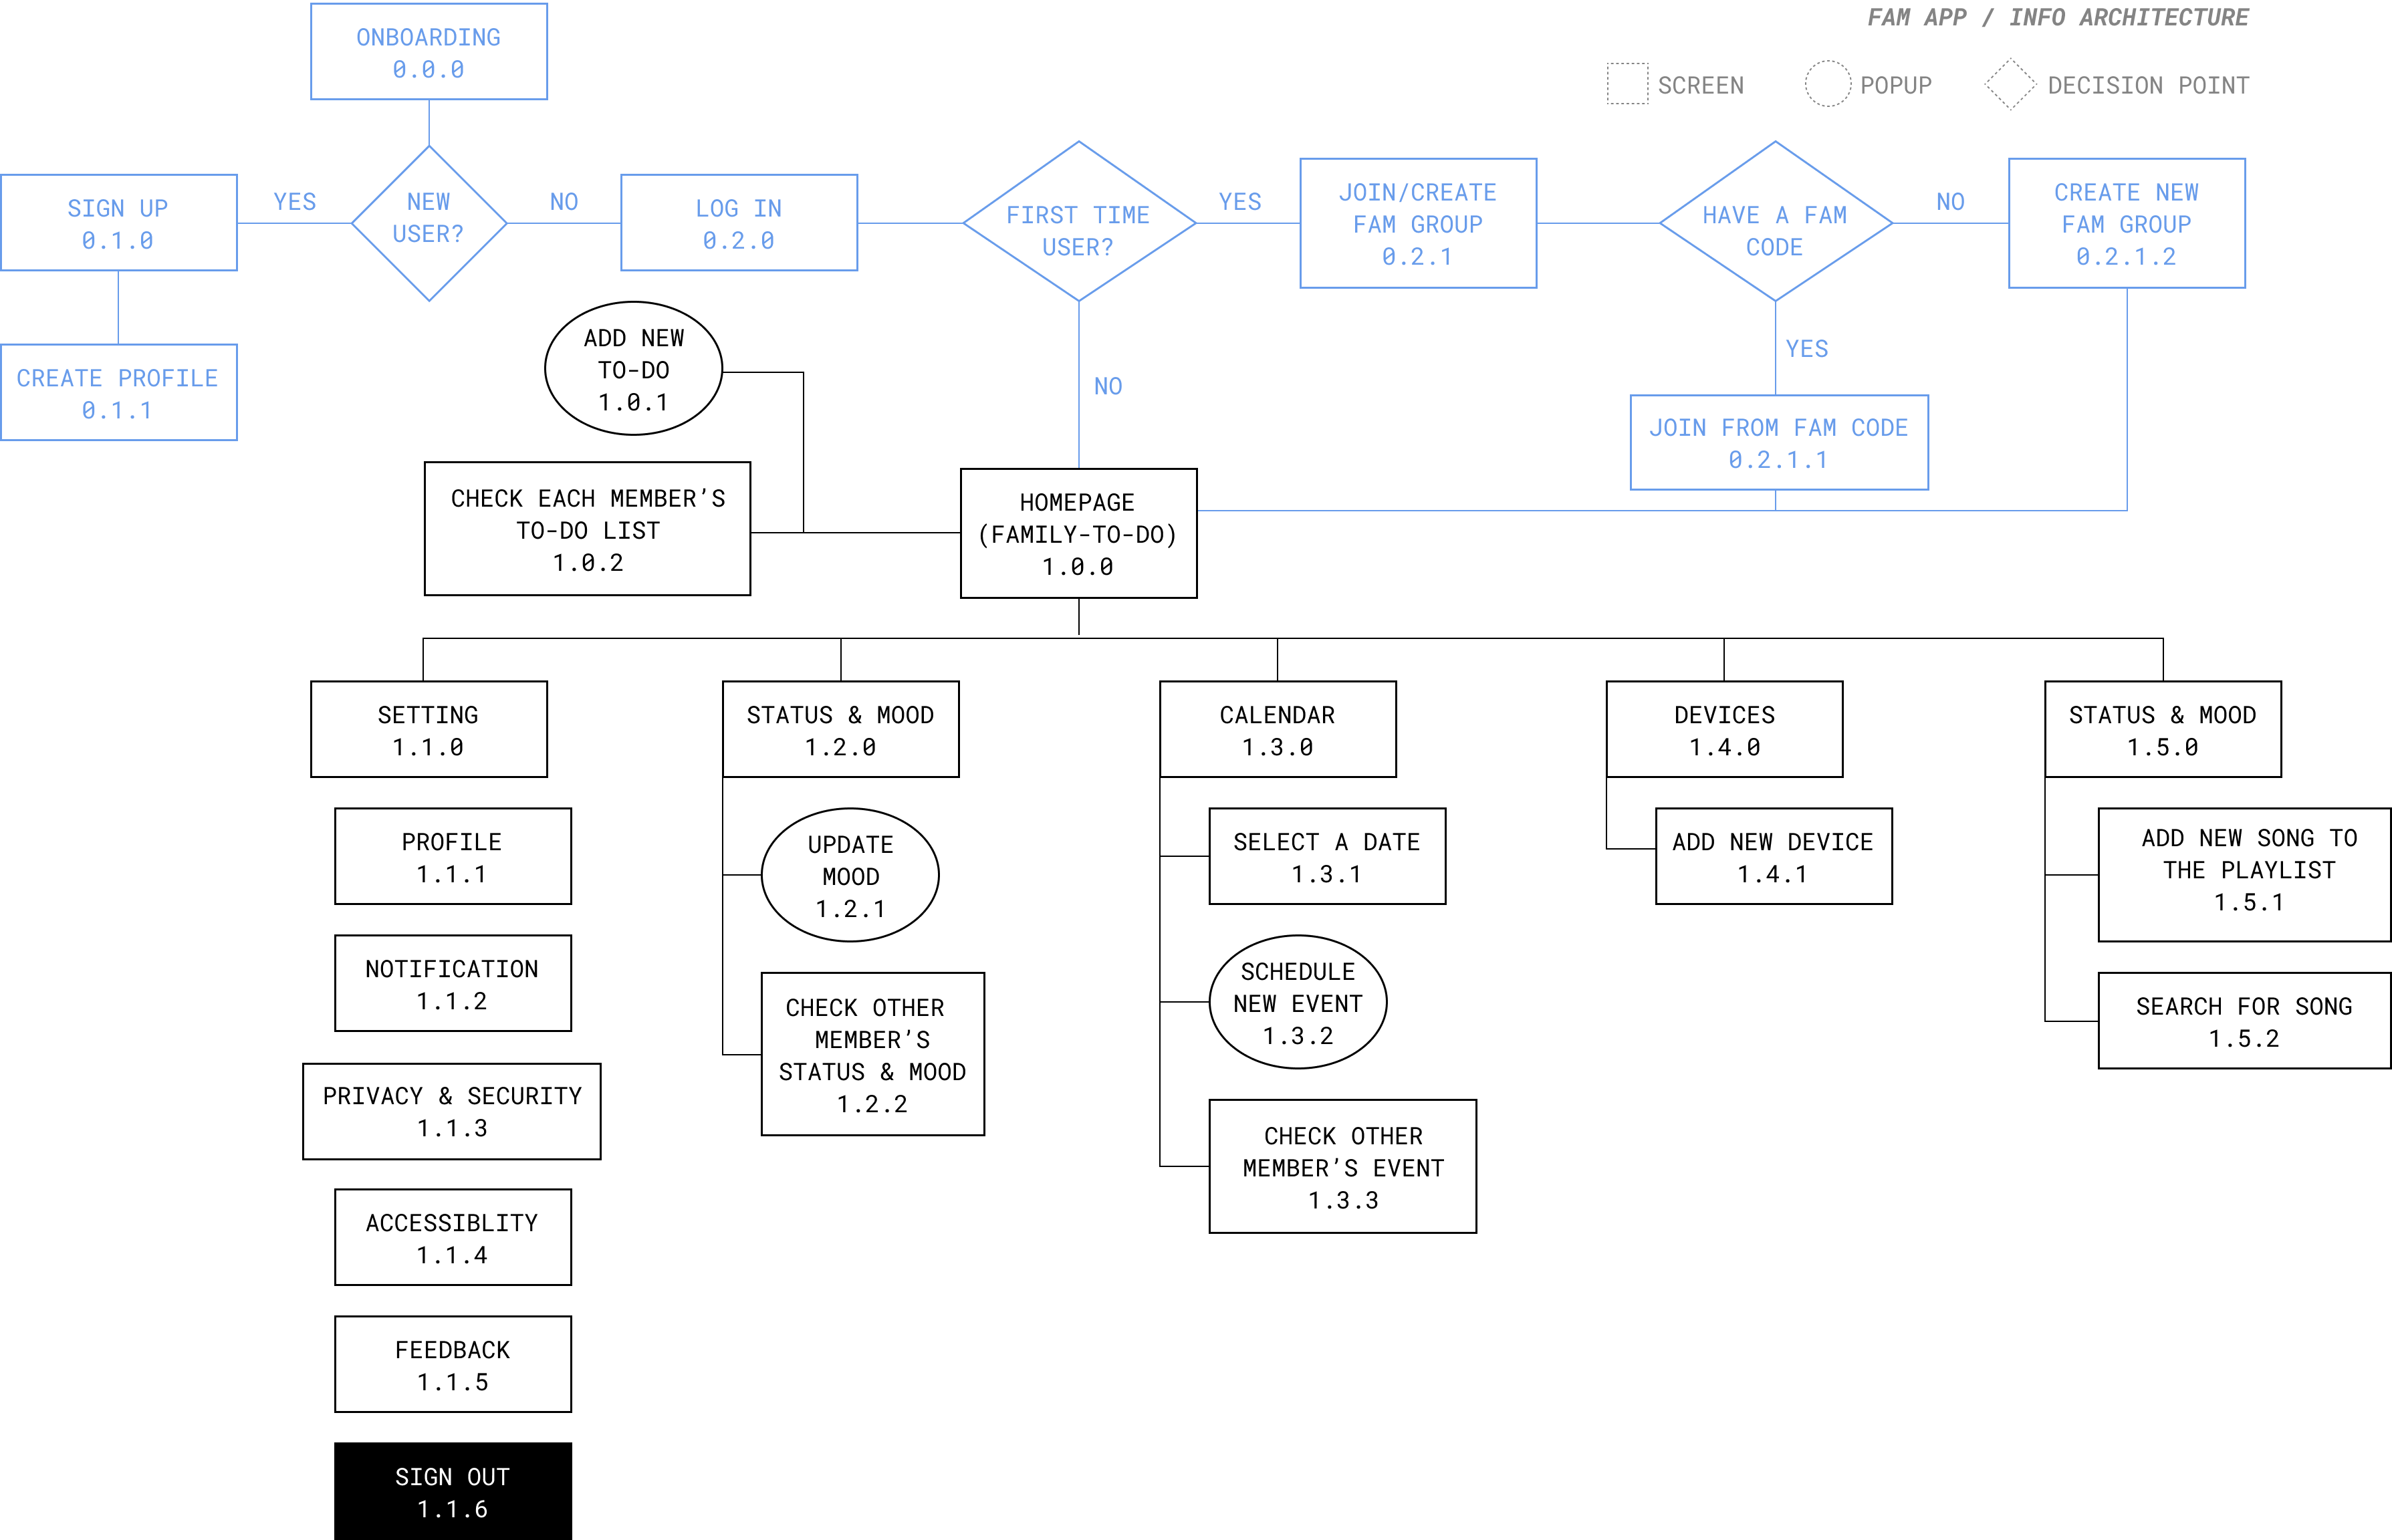 FAM APP / INFO ARCHITECTURE
SCREEN
POPUP
DECISION POINT
ONBOARDING
0.0.0
SIGN UP
0.1.0
YES
NEW
USER?
NO
LOG IN
0.2.0
FIRST TIME
USER?
YES
JOIN/CREATE
FAM GROUP
0.2.1
HAVE A FAM
CODE
NO
CREATE NEW
FAM GROUP
0.2.1.2
CREATE PROFILE
0.1.1
ADD NEW
TO-DO
1.0.1
NO
YES
JOIN FROM FAM CODE
0.2.1.1
CHECK EACH MEMBER’S
TO-DO LIST
1.0.2
HOMEPAGE
(FAMILY-TO-DO)
1.0.0
SETTING
1.1.0
PROFILE
1.1.1
NOTIFICATION
1.1.2
PRIVACY & SECURITY
1.1.3
ACCESSIBLITY
1.1.4
FEEDBACK
1.1.5
SIGN OUT
1.1.6
STATUS & MOOD
1.2.0
UPDATE
MOOD
1.2.1
CHECK OTHER
MEMBER’S
STATUS & MOOD
1.2.2
CALENDAR
1.3.0
SELECT A DATE
1.3.1
SCHEDULE
NEW EVENT
1.3.2
CHECK OTHER
MEMBER’S EVENT
1.3.3
DEVICES
1.4.0
ADD NEW DEVICE
1.4.1
STATUS & MOOD
1.5.0
ADD NEW SONG TO
THE PLAYLIST
1.5.1
SEARCH FOR SONG
1.5.2